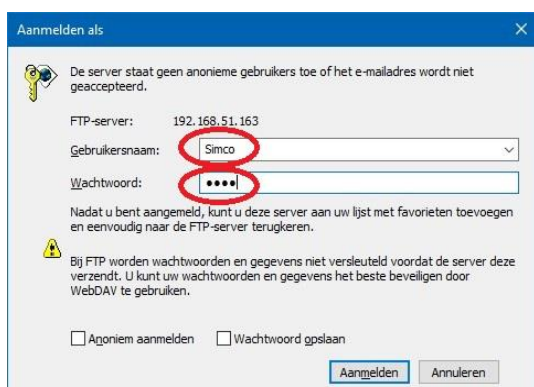 Aanmelden als
De server staat geen anonieme gebruikers toe of het e-mailadres wordt niet
geaccepteerd.
FTP-server: 192.168.51.163
Gebruikersnaam: Simco
Wachtwoord: ••••
Nadat u bent aangemeld, kunt u deze server aan uw lijst met favorieten toevoegen
en eenvoudig naar de FTP-server terugkeren.
Bij FTP worden wachtwoorden en gegevens niet versleuteld voordat de server deze
verzendt. U kunt uw wachtwoorden en gegevens het beste beveiligen door
WebDAV te gebruiken.
Anoniem aanmelden Wachtwoord opslaan
Aanmelden Annuleren